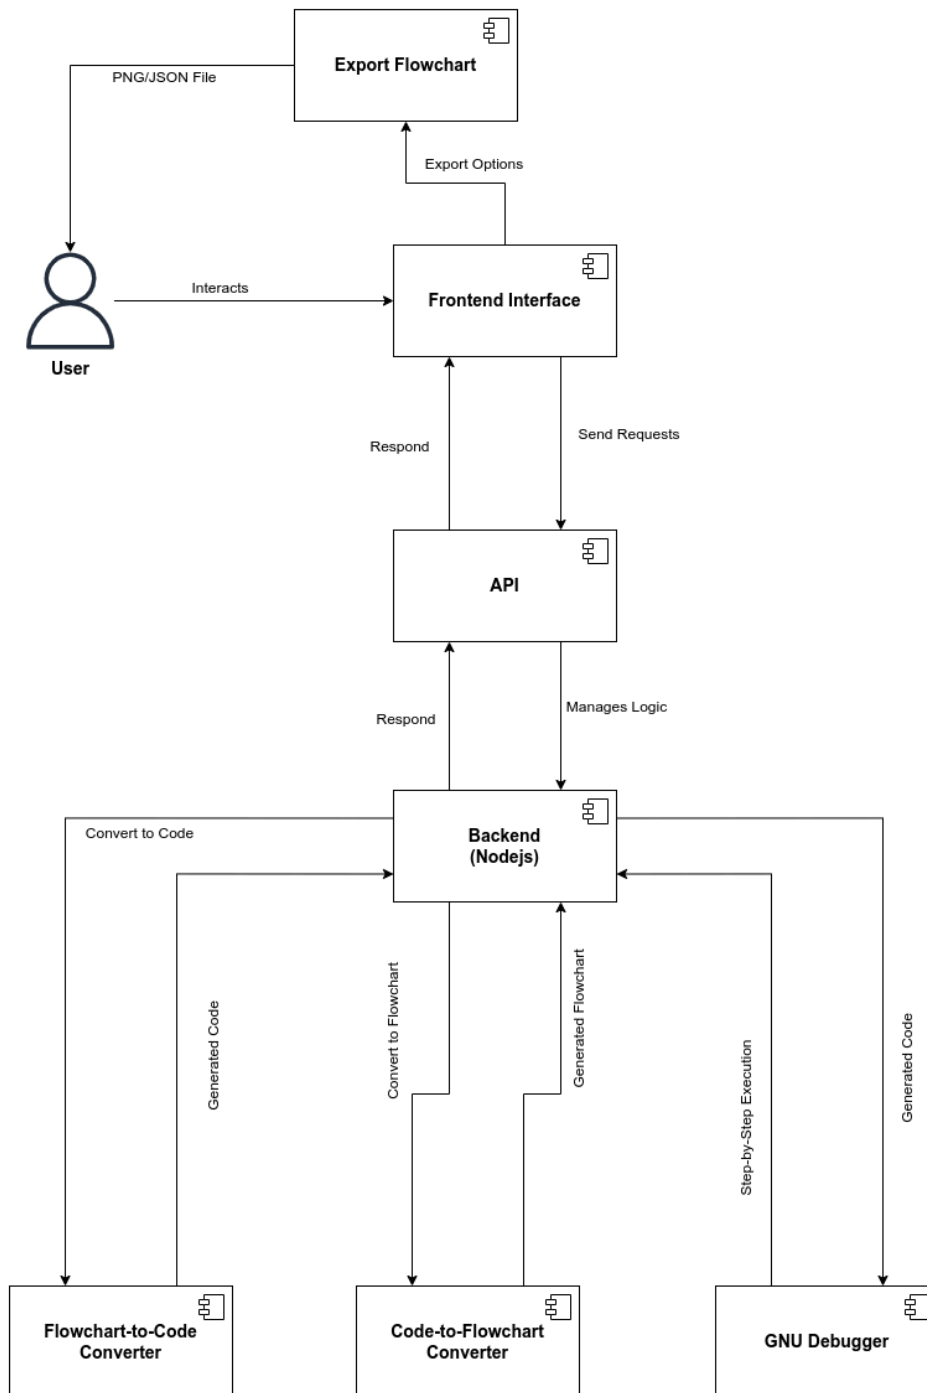 Export Flowchart
PNG/JSON File
Export Options
Interacts
Frontend Interface
User
Respond
Send Requests
API
Respond
Manages Logic
Backend
(Nodejs)
Convert to Code
Generated Code
Convert to Flowchart
Generated Flowchart
Step-by-Step Execution
Generated Code
Flowchart-to-Code
Converter
Code-to-Flowchart
Converter
GNU Debugger